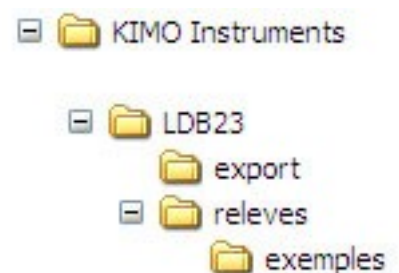 KIMO Instruments
LDB23
export
releves
exemples